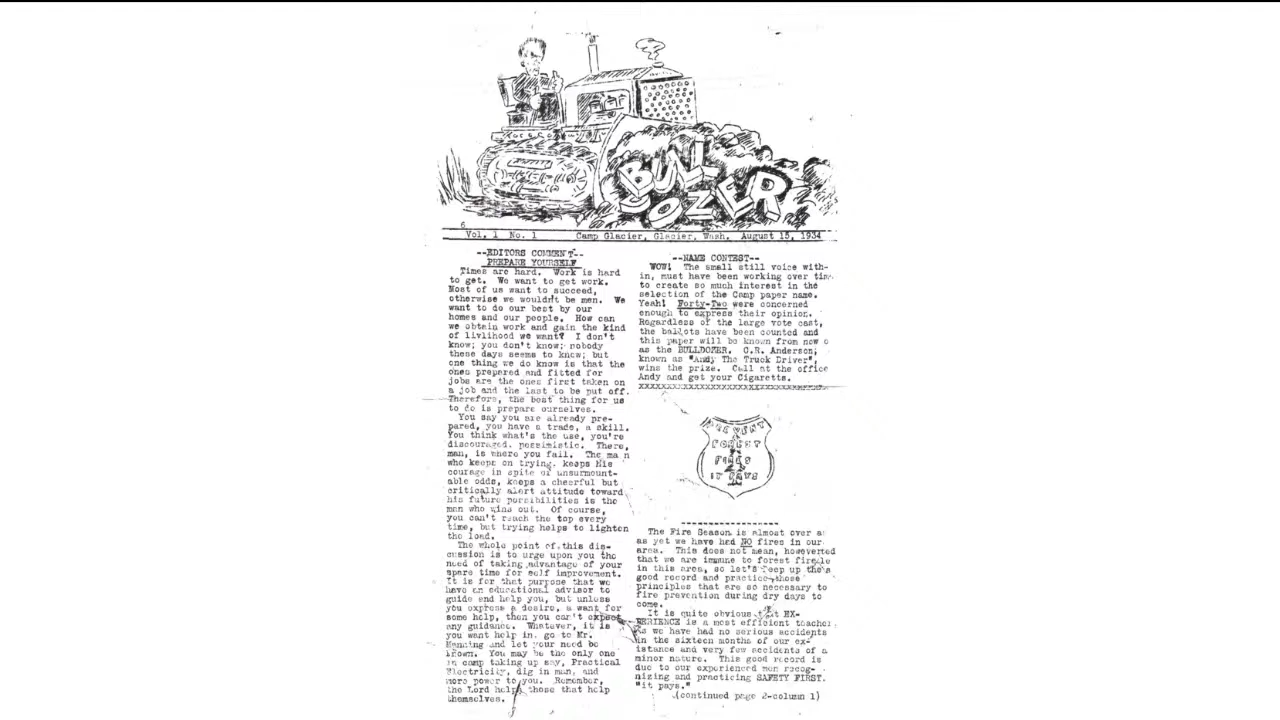 BULL
DOZER
6
Vol. 1 No. 1 Camp Glacier, Glacier, Wash. August 15, 1934
--EDITORS COMMENT--
PREPARE YOURSELF
Times are hard. Work is hard
to get. We want to get work.
Most of us want to succeed,
otherwise we wouldn't be men. We
want to do our best by our
homes and our people. How can
we obtain work and gain the kind
of livlihood we want? I don't
know; you don't know; nobody
these days seems to know; but
one thing we do know is that the
ones prepared and fitted for
jobs are the ones first taken on
a job and the last to be put off.
Therefore, the best thing for us
to do is prepare ourselves.
You say you are already pre-
pared, you have a trade, a skill.
You think what's the use, you're
discouraged, pessimistic. There,
man, is where you fail. The man
who keeps on trying, keeps His
courage in spite of unsurmount-
able odds, keeps a cheerful but
critically alert attitude toward
his future possibilities is the
man who wins out. Of course,
you can't reach the top every
time, but trying helps to lighten
the load.
The whole point of this dis-
cussion is to urge upon you the
need of taking advantage of your
spare time for self improvement.
It is for that purpose that we
have an educational advisor to
guide and help you, but unless
you express a desire, a want for
some help, then you can't expect
any guidance. Whatever, it is
you want help in, go to Mr.
Manning and let your need be
known. You may be the only one
in camp taking up say, Practical
Electricity, dig in man, and
more power to you. Remember,
the Lord helps those that help
themselves.
--NAME CONTEST--
WOW! The small still voice with-
in, must have been working over time
to create so much interest in the
selection of the Camp paper name.
Yeah! Forty-Two were concerned
enough to express their opinion.
Regardless of the large vote cast,
the ballots have been counted and
this paper will be known from now o
as the BULLDOZER. C.R. Anderson;
known as "Andy The Truck Driver",
wins the prize. Call at the office
Andy and get your Cigaretts.
XXXXXXXXXXXXXXXXXXXXXXXXXXXXXXXXX
PREVENT
FOREST
FIRES
IT PAYS
The Fire Season is almost over a
as yet we have had NO fires in our
area. This does not mean, however
that we are immune to forest fire
in this area, so let's keep up the
good record and practice those
principles that are so necessary to
fire prevention during dry days to
come.
It is quite obvious that EX-
PERIENCE is a most efficient teacher
As we have had no serious accidents
in the sixteen months of our ex-
istance and very few accidents of a
minor nature. This good record is
due to our experienced men recog-
nizing and practicing SAFETY FIRST.
"it pays."
(continued page 2-column 1)